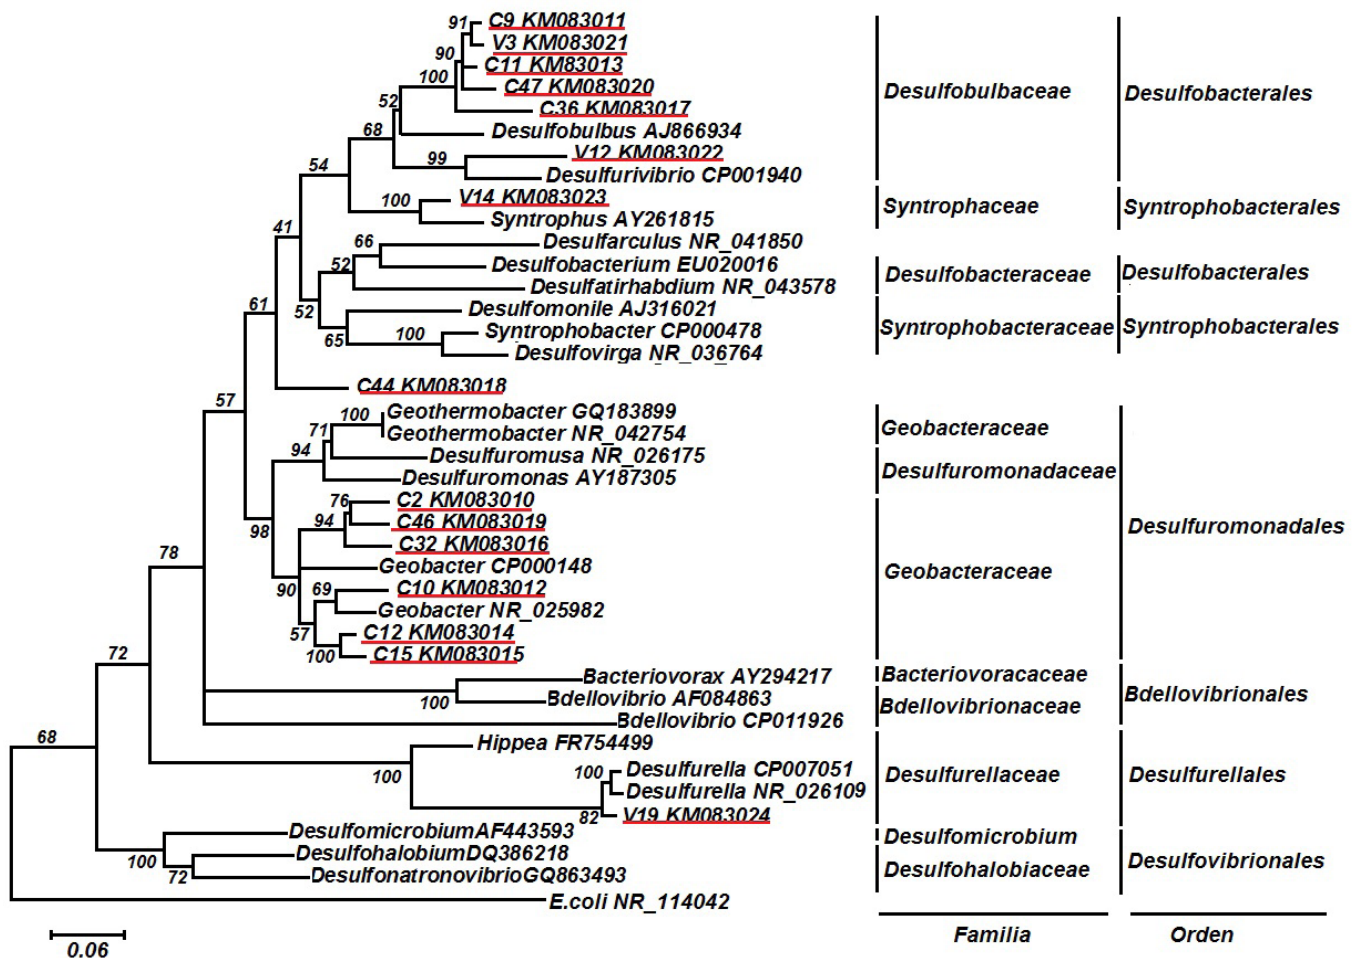 91 C9 KM083011
V3 KM083021
90 C11 KM83013
100 C47 KM083020
52 C36 KM083017
Desulfobulbaceae Desulfobacterales
68 Desulfobulbus AJ866934
99 V12 KM083022
54 Desulfurivibrio CP001940
100 V14 KM083023
Syntrophaceae Syntrophobacterales
Syntrophus AY261815
41
66 Desulfarculus NR_041850
52 Desulfobacterium EU020016
Desulfobacteraceae Desulfobacterales
Desulfatirhabdium NR_043578
61 52 Desulfomonile AJ316021
65 100 Syntrophobacter CP000478
Syntrophobacteraceae Syntrophobacterales
Desulfovirga NR_036764
C44 KM083018
57
100 Geothermobacter GQ183899
Geobacteraceae
71 Geothermobacter NR_042754
94 Desulfuromusa NR_026175
Desulfuromonadaceae
Desulfuromonas AY187305
76 C2 KM083010
98 94 C46 KM083019
Desulfuromonadales
C32 KM083016
78
Geobacter CP000148
Geobacteraceae
90 69 C10 KM083012
Geobacter NR_025982
57 C12 KM083014
100 C15 KM083015
72
Bacteriovorax AY294217
Bacteriovoracaceae
100 Bdellovibrio AF084863
Bdellovibrionaceae Bdellovibrionales
Bdellovibrio CP011926
68
Hippea FR754499
100 100 Desulfurella CP007051
Desulfurellaceae Desulfurellales
Desulfurella NR_026109
82 V19 KM083024
DesulfomicrobiumAF443593
Desulfomicrobium
100 DesulfohalobiumDQ386218
Desulfohalobiaceae Desulfovibrionales
72 DesulfonatronovibrioGQ863493
E.coli NR_114042
0.06
Familia Orden